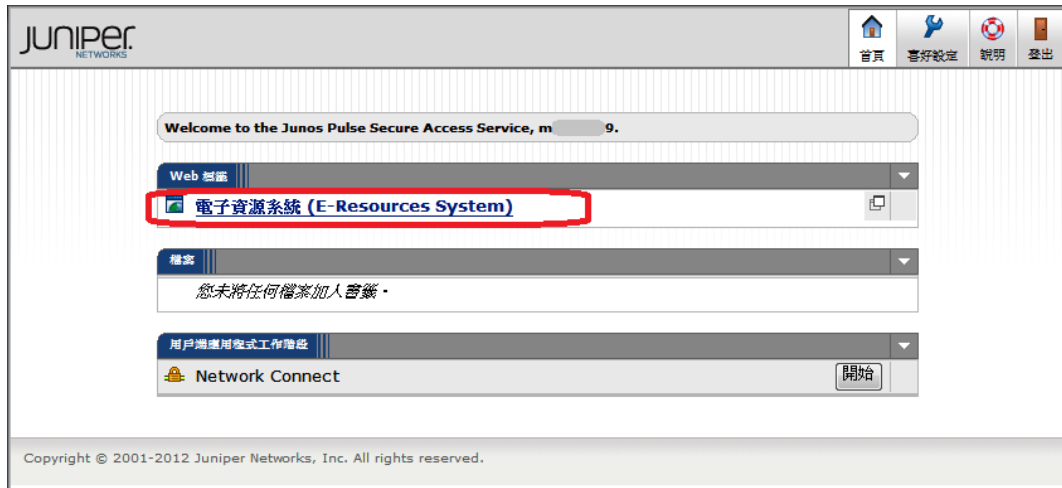 JUNIPER
NETWORKS
首頁
喜好設定
說明
登出
Welcome to the Junos Pulse Secure Access Service, m 9.
Web 標籤
電子資源系統 (E-Resources System)
檔案
您未將任何檔案加入書籤。
用戶端應用程式工作階段
Network Connect
開始
Copyright © 2001-2012 Juniper Networks, Inc. All rights reserved.